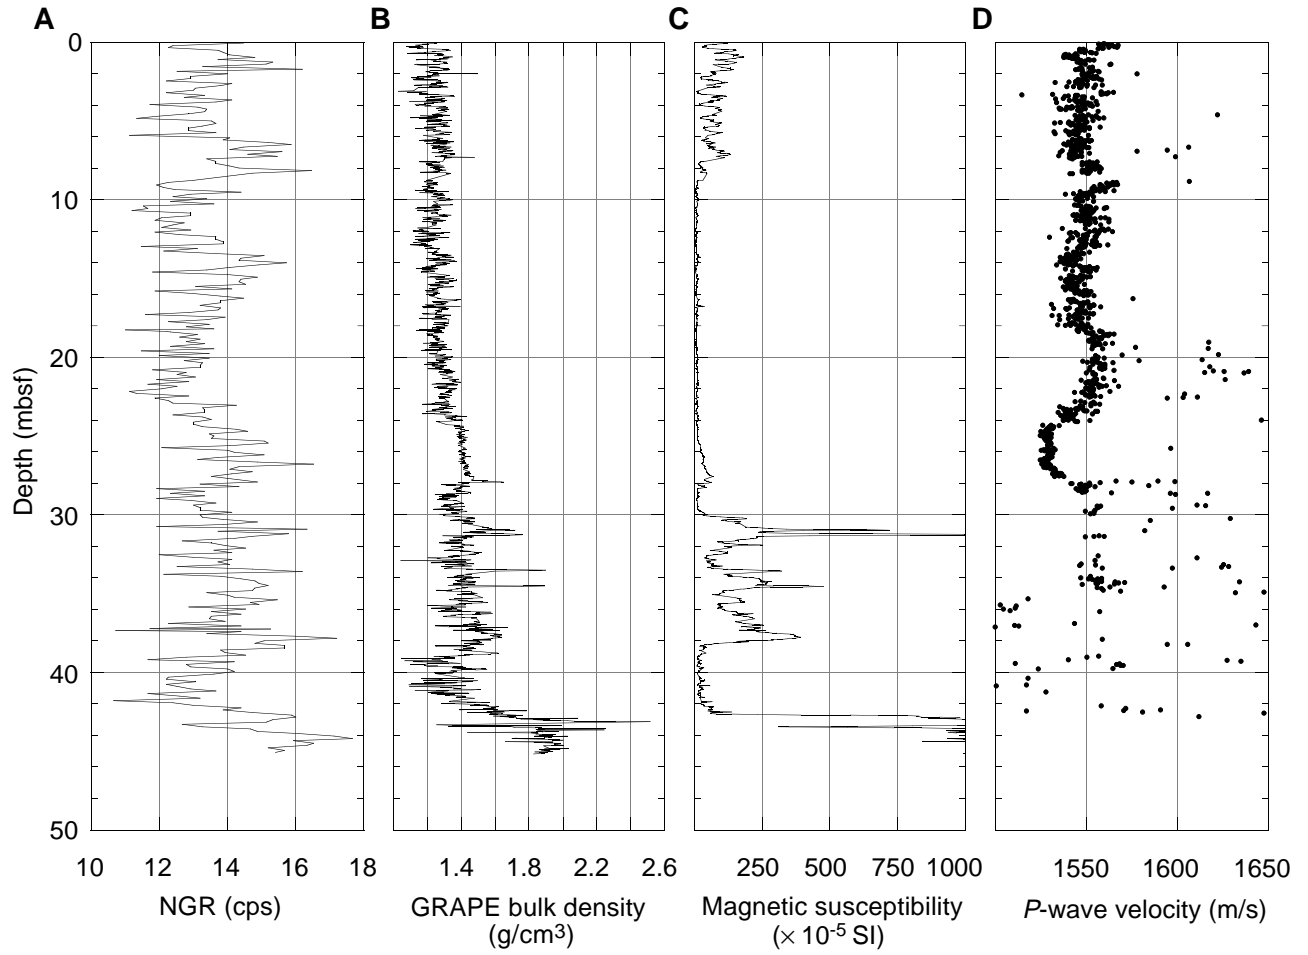 A B C D
0
10
20
30
40
50
Depth (mbsf)
10 12 14 16 18
1.4 1.8 2.2 2.6
250 500 750 1000
1550 1600 1650
NGR (cps)
GRAPE bulk density
(g/cm3)
Magnetic susceptibility
(× 10-5 SI)
P-wave velocity (m/s)